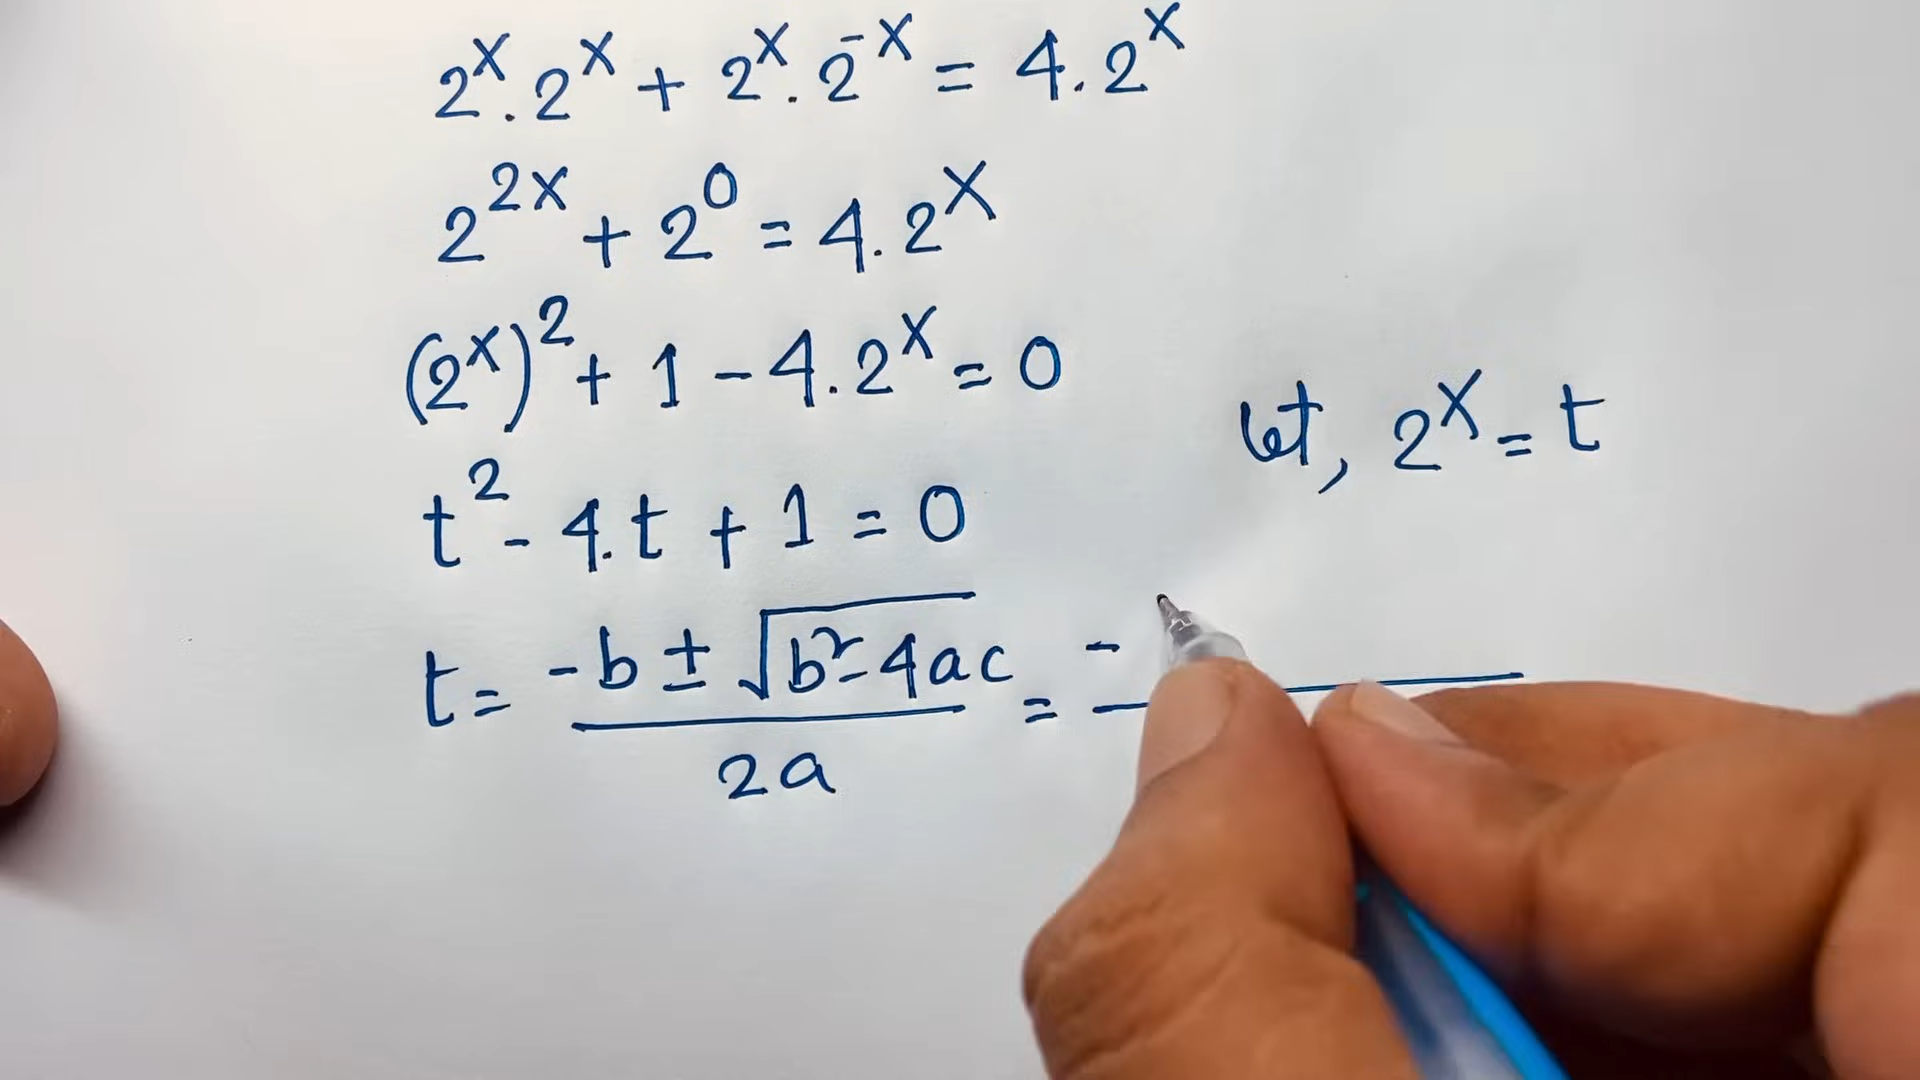 2^x . 2^x + 2^x . 2^-x = 4 . 2^x
2^2x + 2^0 = 4 . 2^x
(2^x)^2 + 1 - 4 . 2^x = 0
let, 2^x = t
t^2 - 4 . t + 1 = 0
t = (-b ± √(b^2 - 4ac)) / 2a = -